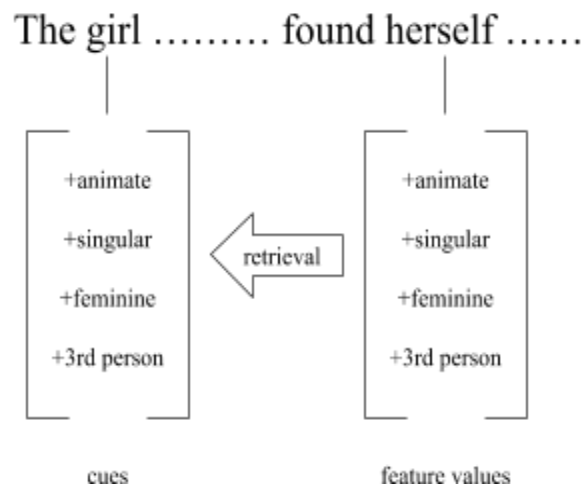 The girl ......... found herself ......
+animate +animate
+singular +singular
retrieval
+feminine +feminine
+3rd person +3rd person
cues feature values